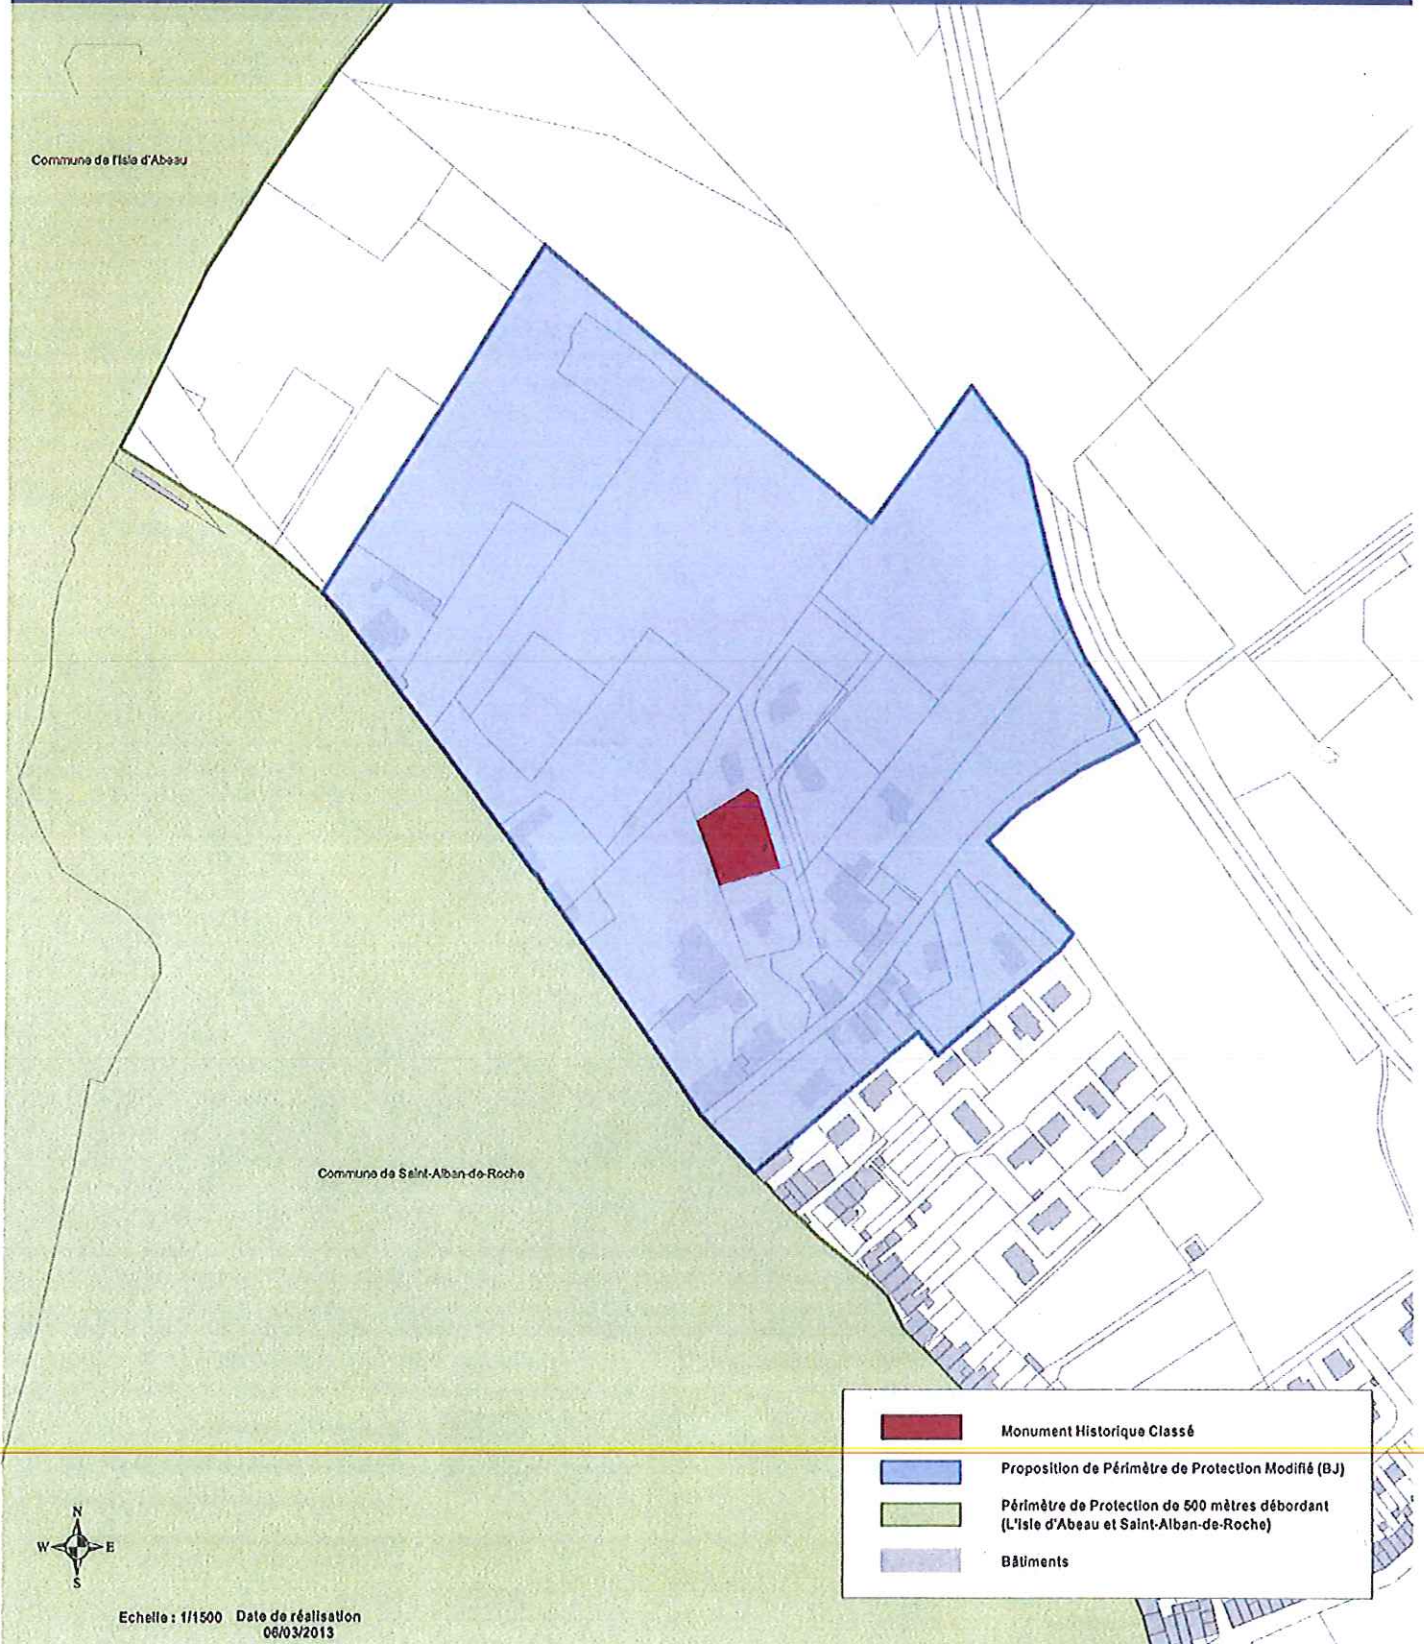 Commune de l'Isle d'Abeau
Commune de Saint-Alban-de-Roche
Monument Historique Classé
Proposition de Périmètre de Protection Modifié (BJ)
Périmètre de Protection de 500 mètres débordant
(L'Isle d'Abeau et Saint-Alban-de-Roche)
Bâtiments
N
W E
S
Echelle : 1/1500 Date de réalisation
06/03/2013